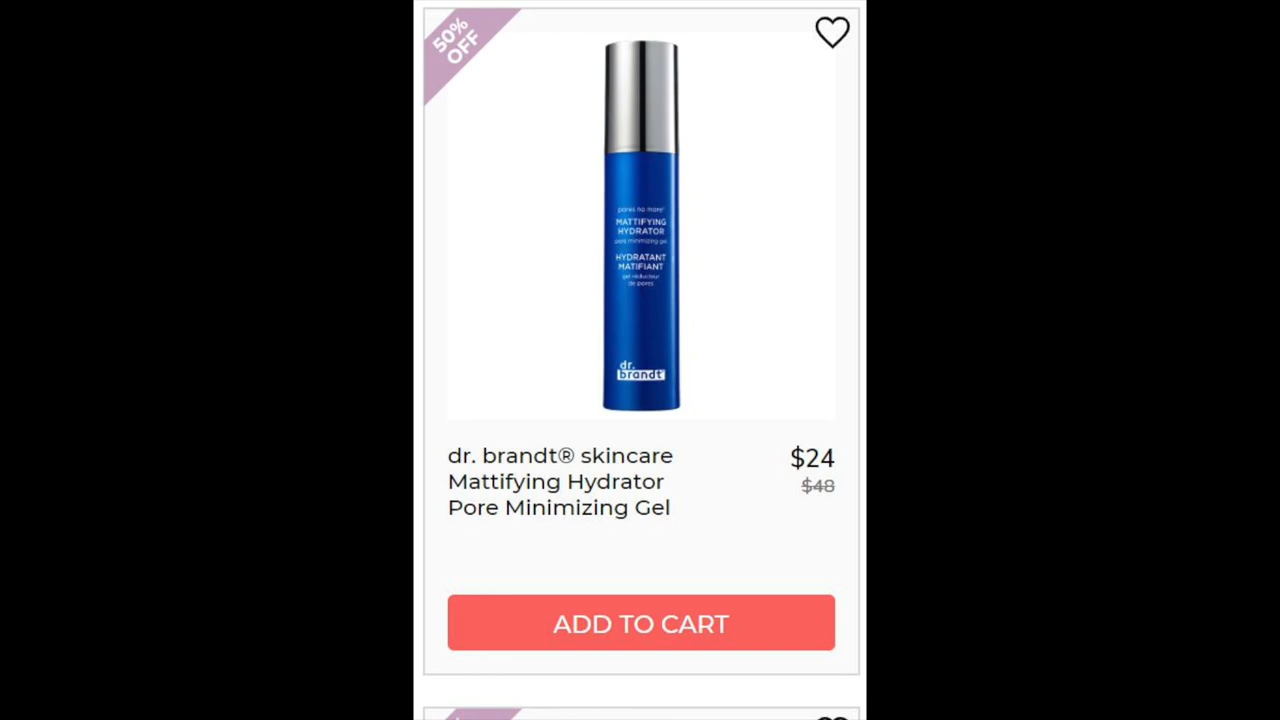 50%
OFF
pores no more®
MATTIFYING
HYDRATOR
pore minimizing gel
HYDRATANT
MATIFIANT
gel réducteur
de pores
dr.
brandt
dr. brandt® skincare
Mattifying Hydrator
Pore Minimizing Gel
$24
$48
ADD TO CART